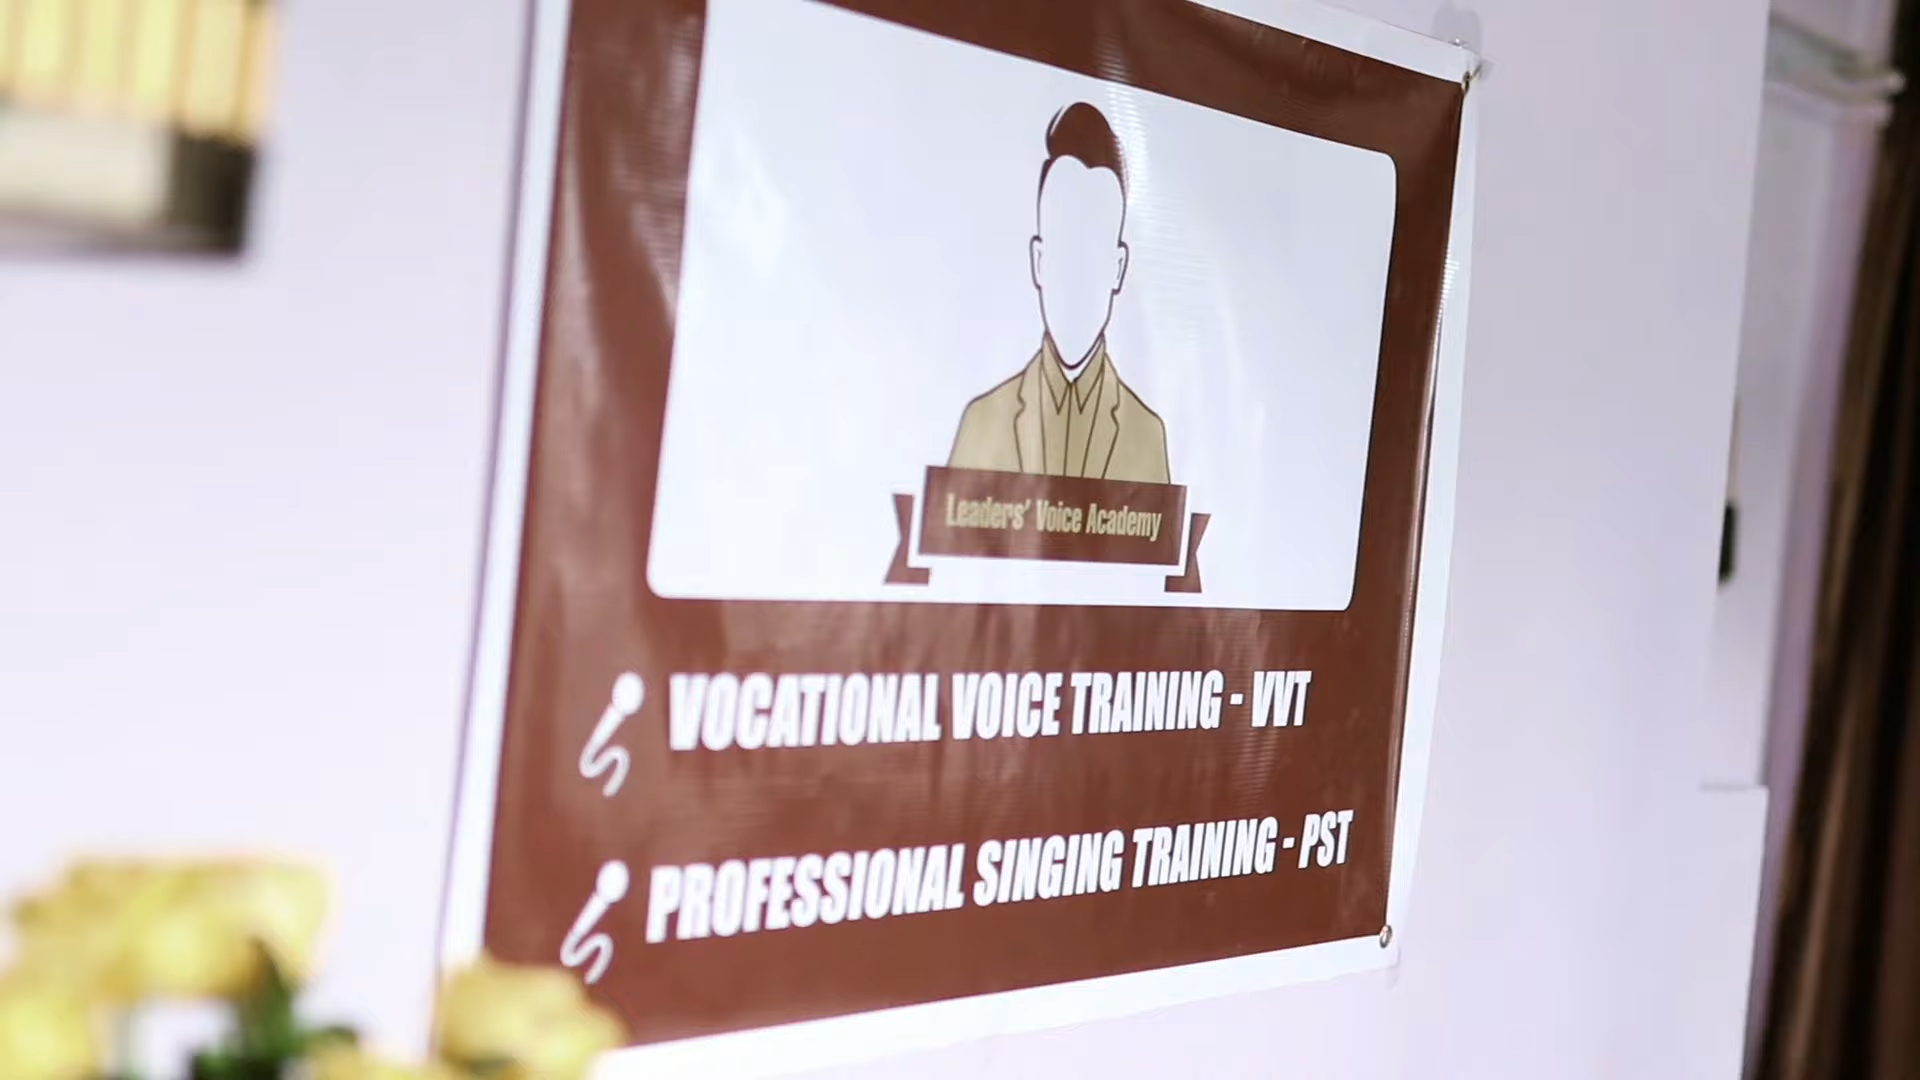 Leaders' Voice Academy
VOCATIONAL VOICE TRAINING - VVT
PROFESSIONAL SINGING TRAINING - PST